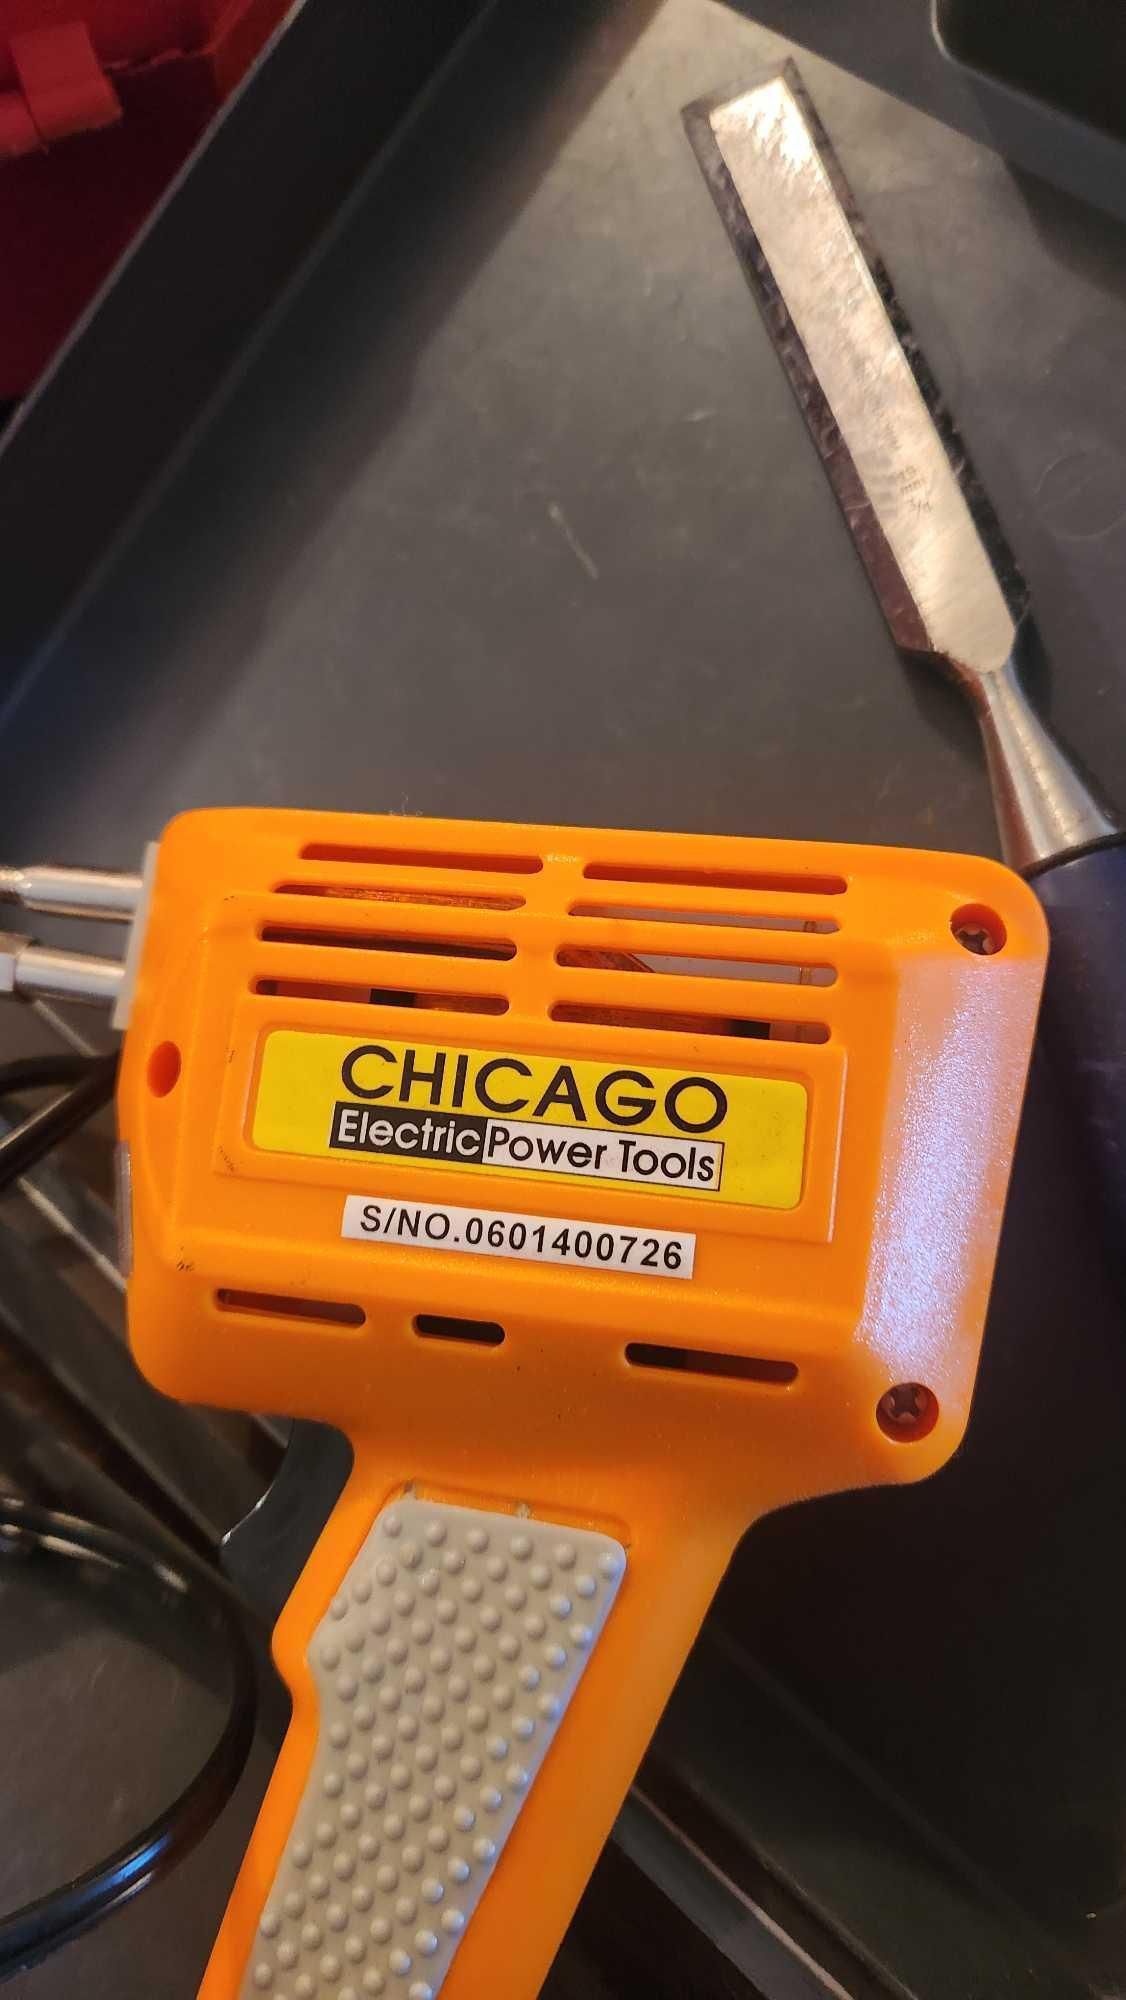 CHICAGO
Electric Power Tools
S/NO.0601400726